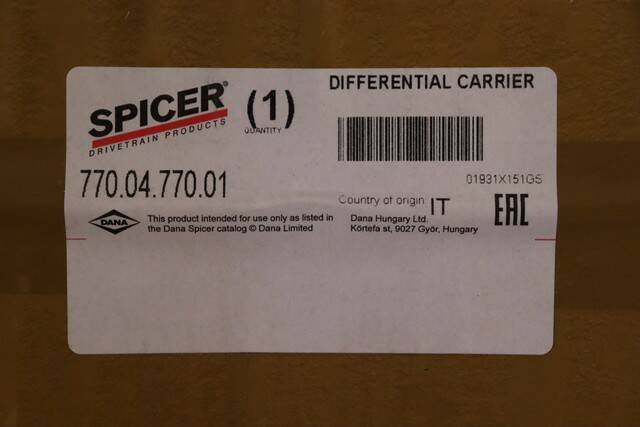 SPICER®
DRIVETRAIN PRODUCTS
(1)
QUANTITY
DIFFERENTIAL CARRIER
770.04.770.01
01931X151GS
Country of origin IT
EAC
DANA
This product intended for use only as listed in
the Dana Spicer catalog © Dana Limited
Dana Hungary Ltd.
Körtefa st, 9027 Győr, Hungary